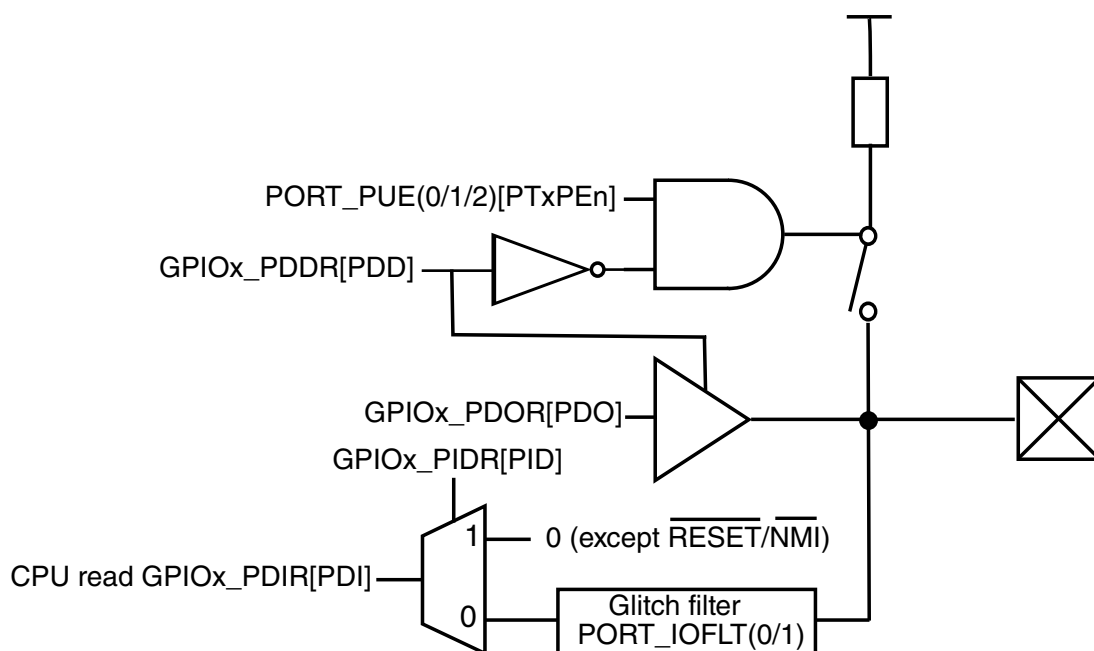 PORT_PUE(0/1/2)[PTxPEn]
GPIOx_PDDR[PDD]
GPIOx_PDOR[PDO]
GPIOx_PIDR[PID]
1
0 (except RESET/NMI)
CPU read GPIOx_PDIR[PDI]
0
Glitch filter
PORT_IOFLT(0/1)